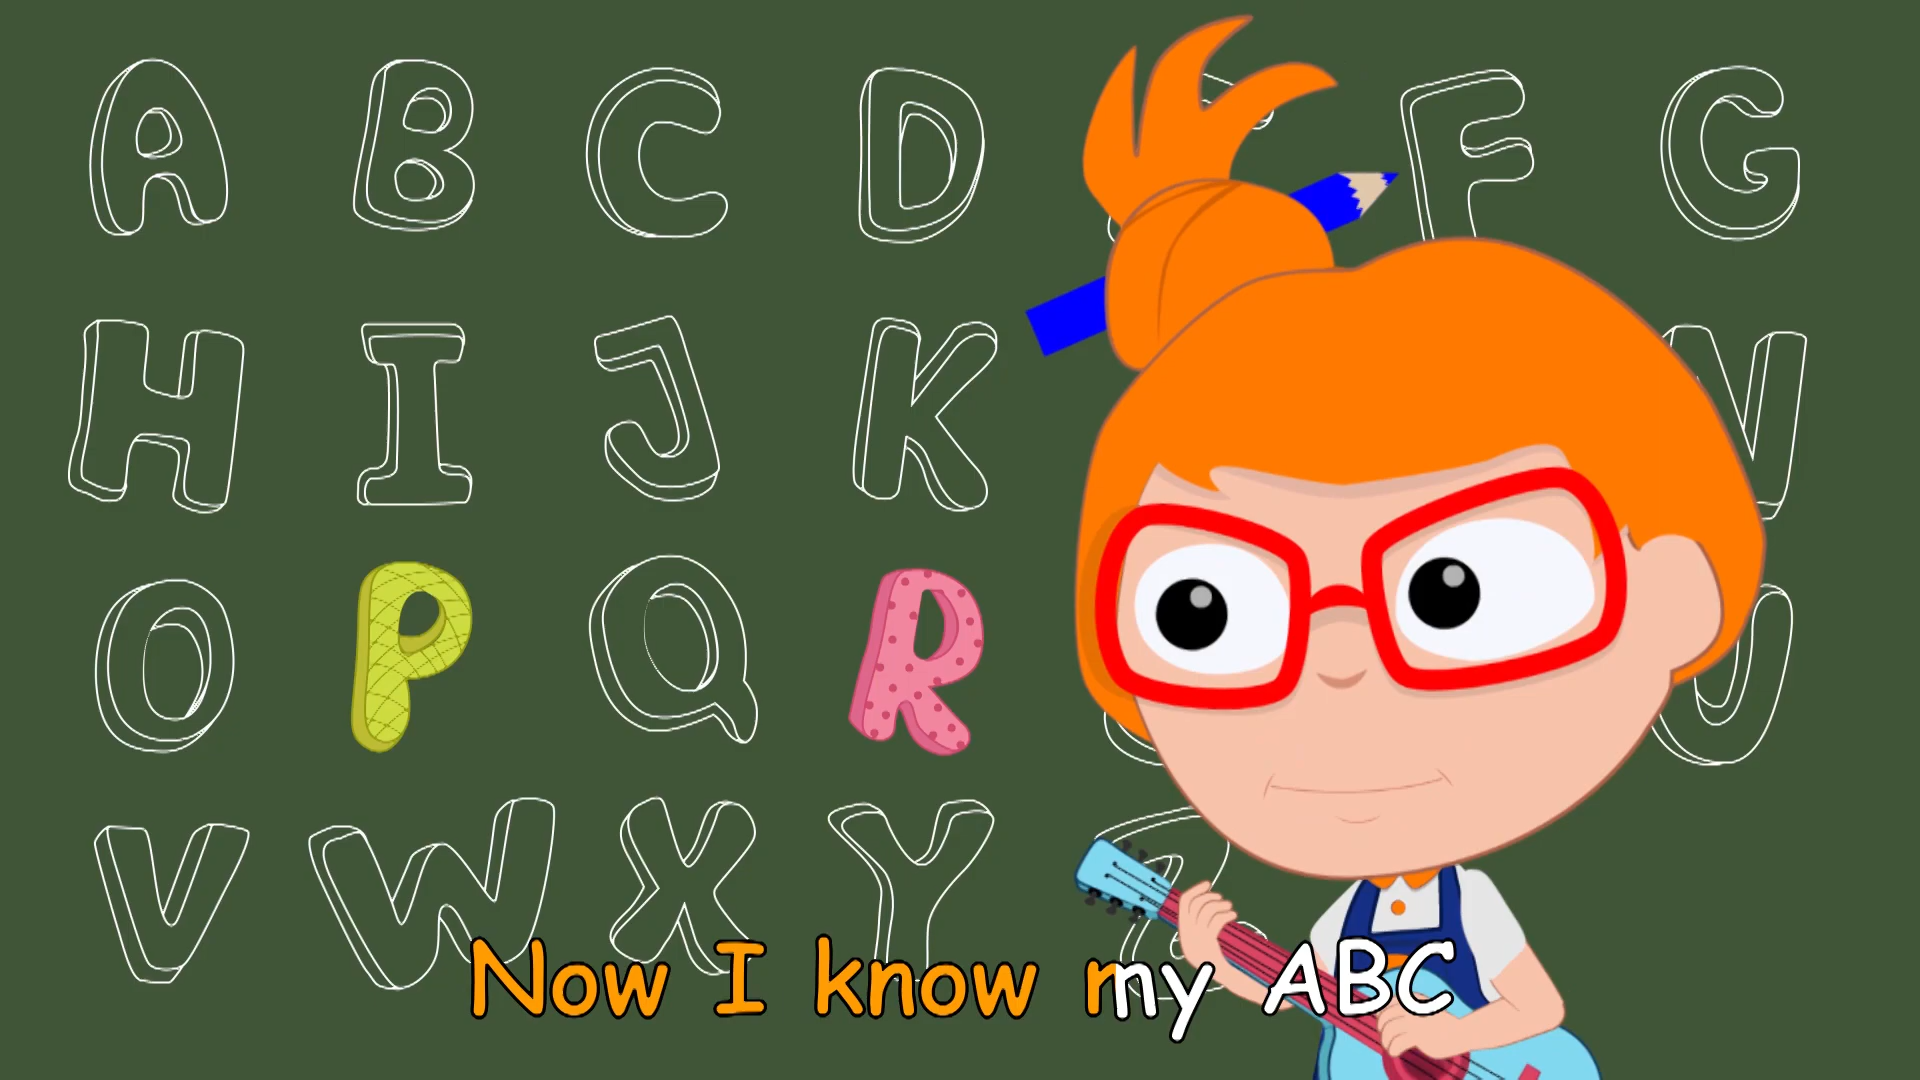 A B C D F G
H I J K N
O P Q R U
V W X Y Z
Now I know my ABC